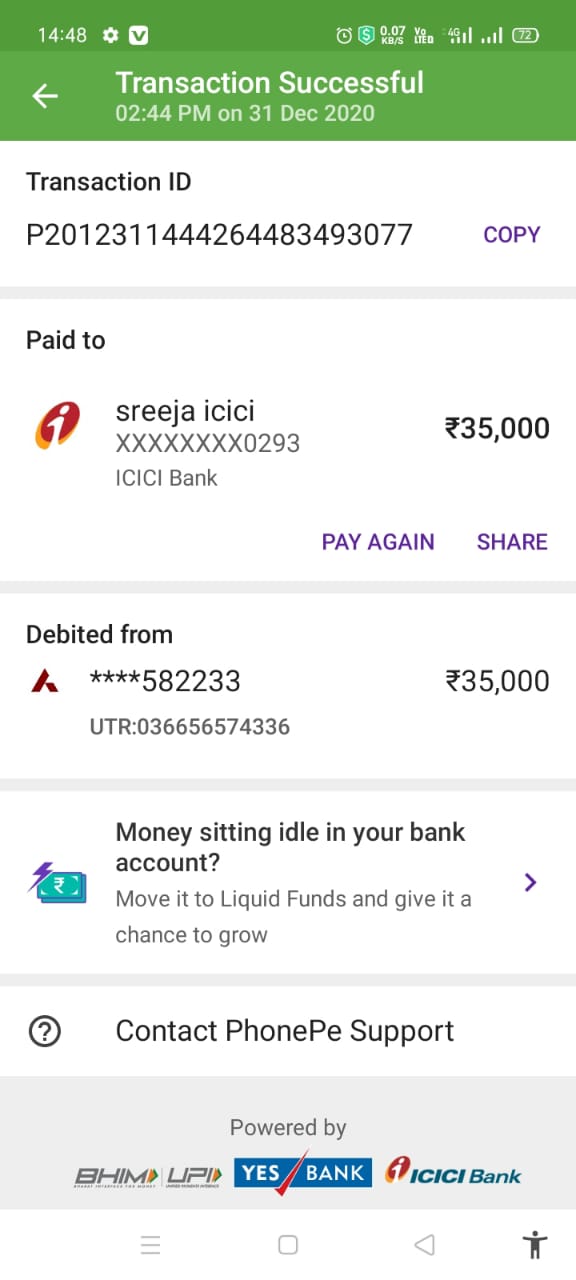 14:48
0.07 KB/S
Vo LTED
4G
72
Transaction Successful
02:44 PM on 31 Dec 2020
Transaction ID
P2012311444264483493077
COPY
Paid to
sreeja icici
₹35,000
XXXXXXXX0293
ICICI Bank
PAY AGAIN
SHARE
Debited from
****582233
₹35,000
UTR:036656574336
Money sitting idle in your bank
account?
Move it to Liquid Funds and give it a
chance to grow
Contact PhonePe Support
Powered by
BHIM
UPI
YES BANK
ICICI Bank